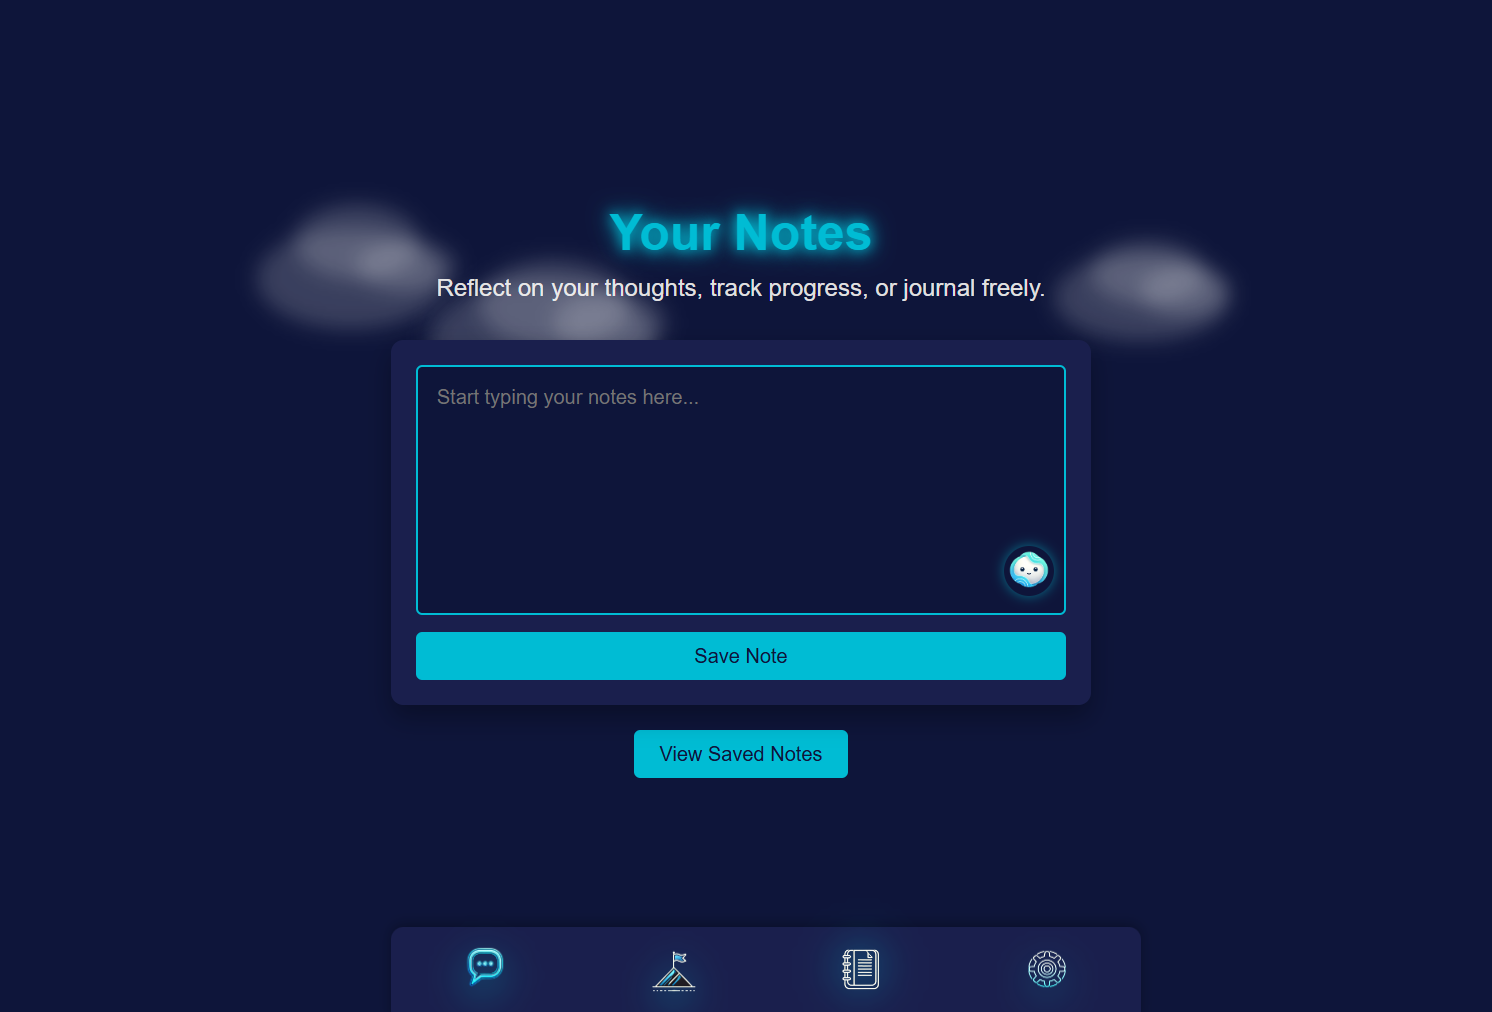 Your Notes
Reflect on your thoughts, track progress, or journal freely.
Start typing your notes here...
Save Note
View Saved Notes